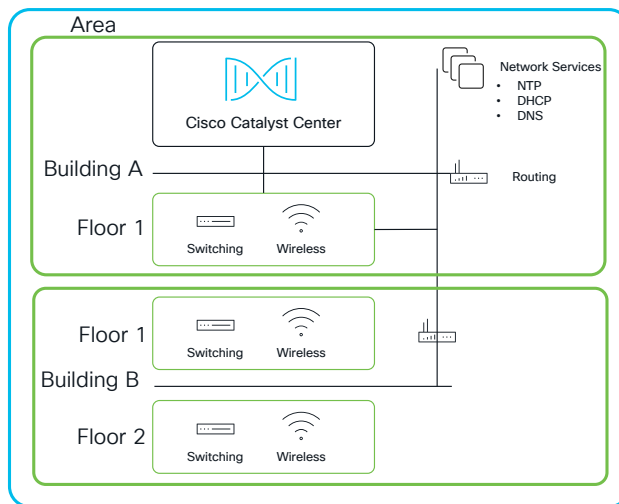 Area
Cisco Catalyst Center
Network Services
• NTP
• DHCP
• DNS
Building A
Routing
Floor 1
Switching
Wireless
Floor 1
Switching
Wireless
Building B
Floor 2
Switching
Wireless